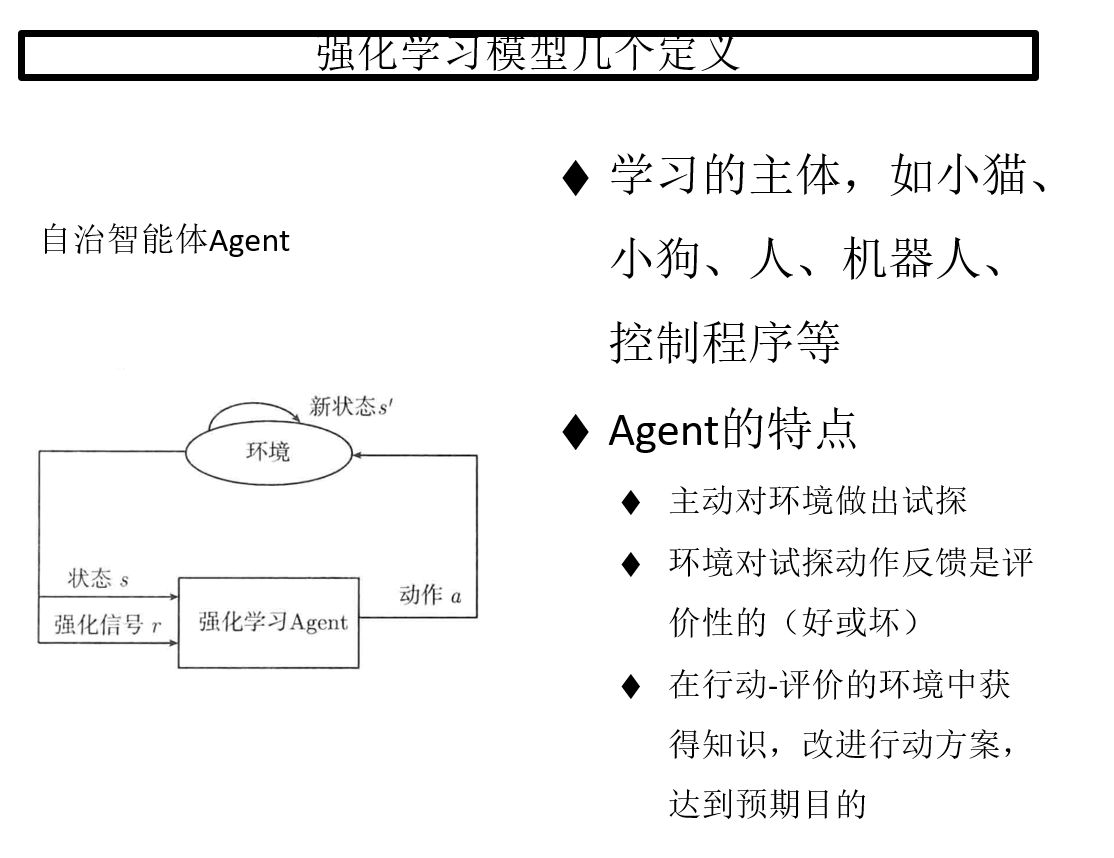 强化学习模型几个定义
自治智能体Agent
新状态s′
环境
状态 s
强化信号 r
强化学习Agent
动作 a
学习的主体，如小猫、
小狗、人、机器人、
控制程序等
Agent的特点
主动对环境做出试探
环境对试探动作反馈是评
价性的（好或坏）
在行动-评价的环境中获
得知识，改进行动方案，
达到预期目的